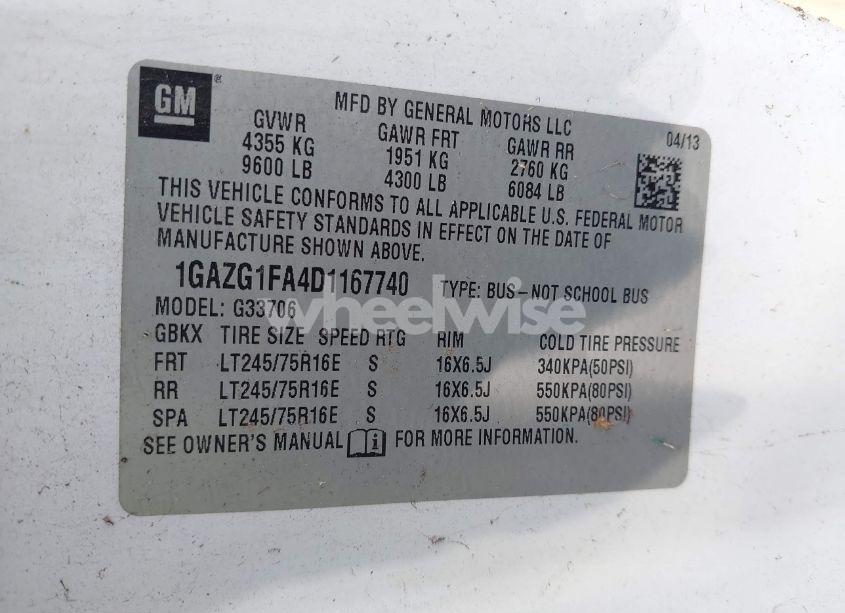 GM ®
MFD BY GENERAL MOTORS LLC
04/13
GVWR GAWR FRT GAWR RR
4355 KG 1951 KG 2760 KG
9600 LB 4300 LB 6084 LB
THIS VEHICLE CONFORMS TO ALL APPLICABLE U.S. FEDERAL MOTOR
VEHICLE SAFETY STANDARDS IN EFFECT ON THE DATE OF
MANUFACTURE SHOWN ABOVE.
1GAZG1FA4D1167740 TYPE: BUS-NOT SCHOOL BUS
MODEL: G33706
wheelwise
GBKX TIRE SIZE SPEED RTG RIM COLD TIRE PRESSURE
FRT LT245/75R16E S 16X6.5J 340KPA(50PSI)
RR LT245/75R16E S 16X6.5J 550KPA(80PSI)
SPA LT245/75R16E S 16X6.5J 550KPA(80PSI)
SEE OWNER'S MANUAL i FOR MORE INFORMATION.